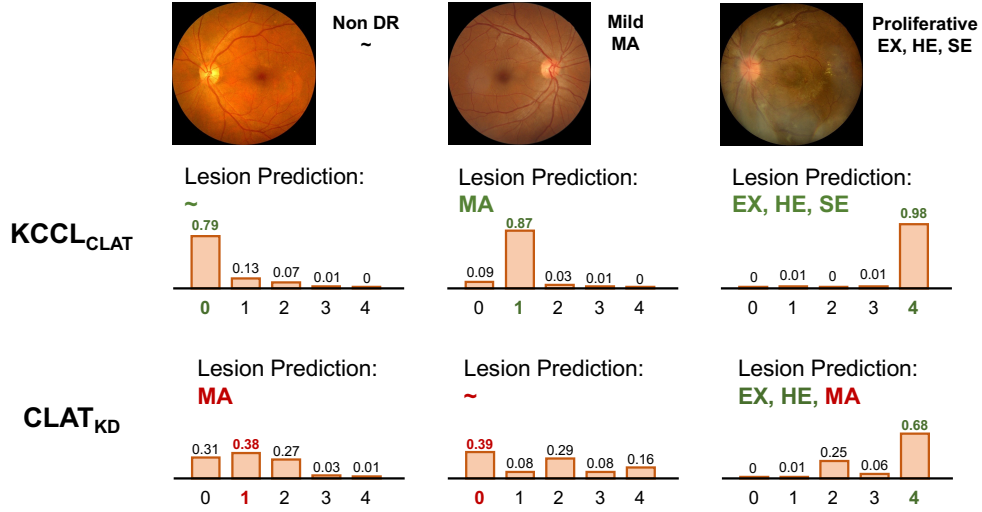 Non DR
~
Mild
MA
Proliferative
EX, HE, SE
KCCL_CLAT
Lesion Prediction:
~
0.79
0.13
0.07
0.01
0
0 1 2 3 4
Lesion Prediction:
MA
0.09
0.87
0.03
0.01
0
0 1 2 3 4
Lesion Prediction:
EX, HE, SE
0
0.01
0
0.01
0.98
0 1 2 3 4
CLAT_KD
Lesion Prediction:
MA
0.31
0.38
0.27
0.03
0.01
0 1 2 3 4
Lesion Prediction:
~
0.39
0.08
0.29
0.08
0.16
0 1 2 3 4
Lesion Prediction:
EX, HE, MA
0
0.01
0.25
0.06
0.68
0 1 2 3 4